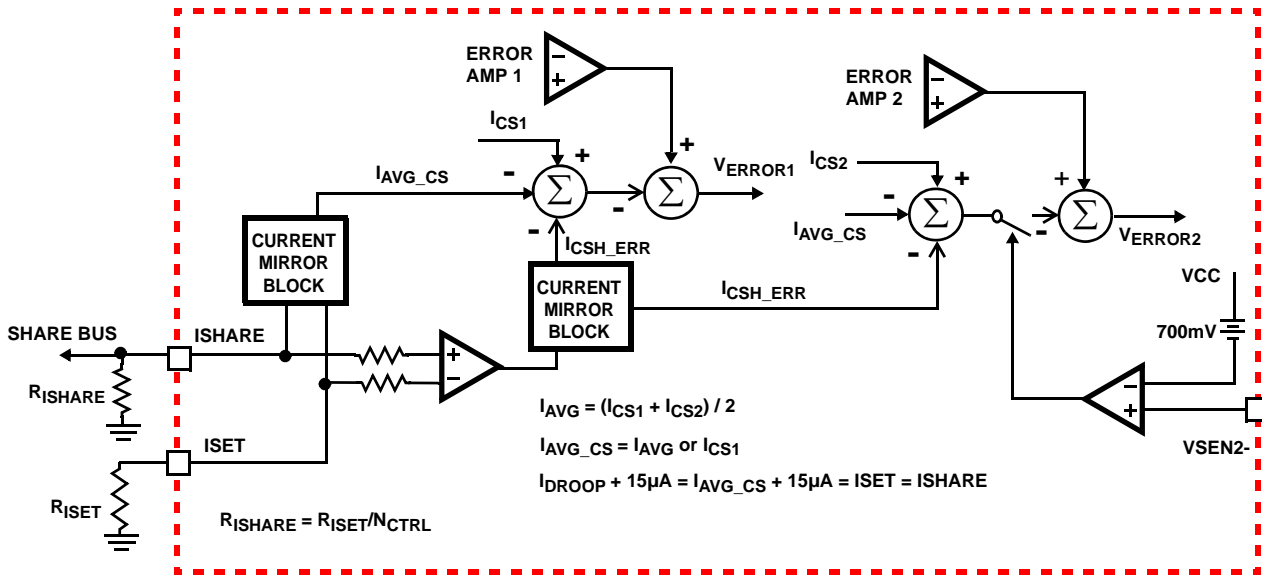 ERROR
AMP 1
ERROR
AMP 2
- +
- +
ICS1
+
+
VERROR1
ICS2
+
+
IAVG_CS
-
Σ
-
Σ
-
IAVG_CS
-
Σ
-
Σ
VERROR2
-
ICSH_ERR
CURRENT
MIRROR
BLOCK
CURRENT
MIRROR
BLOCK
ICSH_ERR
VCC
700mV
SHARE BUS
ISHARE
RISHARE
+
-
-
+
ISET
VSEN2-
RISET
IAVG = (ICS1 + ICS2) / 2
IAVG_CS = IAVG or ICS1
IDROOP + 15µA = IAVG_CS + 15µA = ISET = ISHARE
RISHARE = RISET/NCTRL